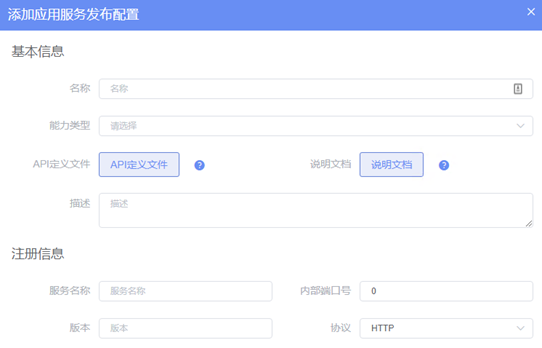 添加应用服务发布配置
基本信息
名称 名称
能力类型 请选择
API定义文件 API定义文件 ? 说明文档 说明文档 ?
描述 描述
注册信息
服务名称 服务名称 内部端口号 0
版本 版本 协议 HTTP